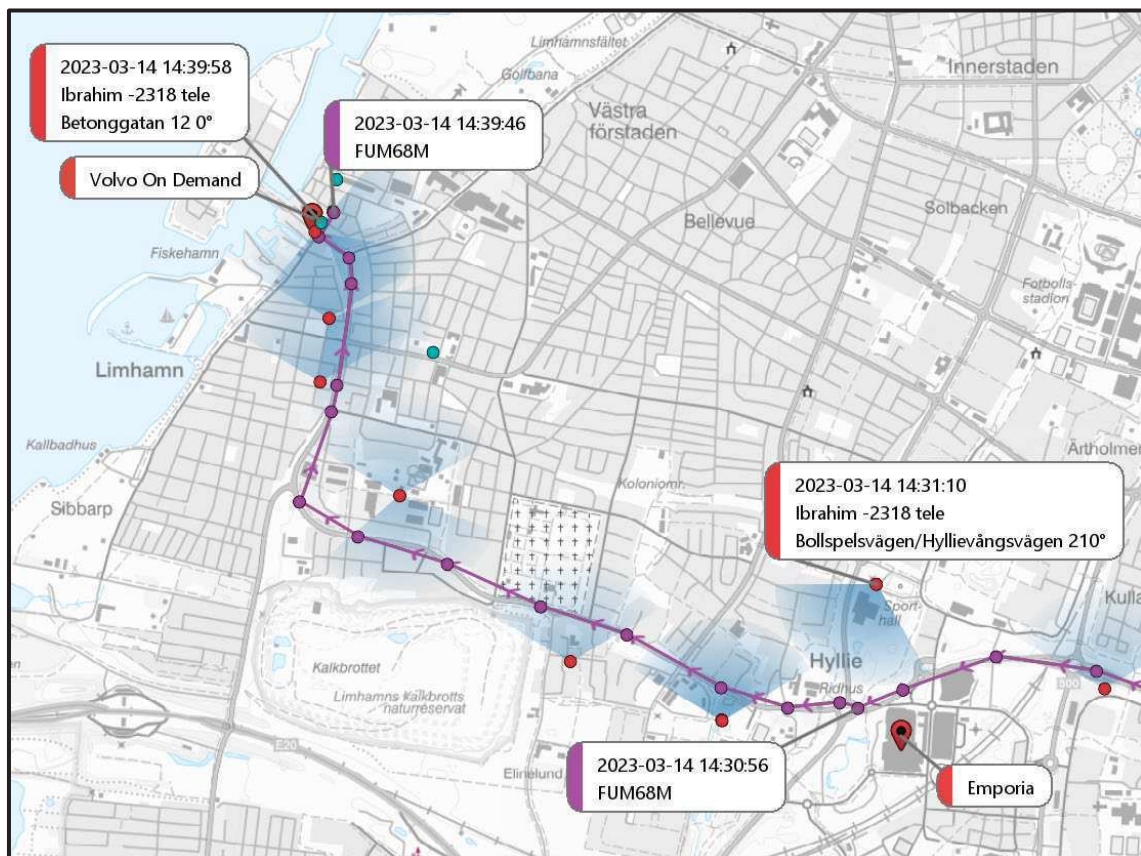 2023-03-14 14:39:58
Ibrahim -2318 tele
Betonggatan 12 0°
2023-03-14 14:39:46
FUM68M
Volvo On Demand
Limhamnsfältet
Golfbana
Västra
förstaden
Innerstaden
Bellevue
Solbacken
Fiskehamn
Fotbolls-
stadion
Limhamn
Kallbadhus
Sibbarp
Koloniomr.
Ärtholmen
2023-03-14 14:31:10
Ibrahim -2318 tele
Bollspelsvägen/Hyllievångsvägen 210°
Sport-
hall
Kulla
Hyllie
Ridhus
Kalkbrottet
Limhamns kalkbrotts
naturreservat
E20
Elinelund
2023-03-14 14:30:56
FUM68M
Emporia